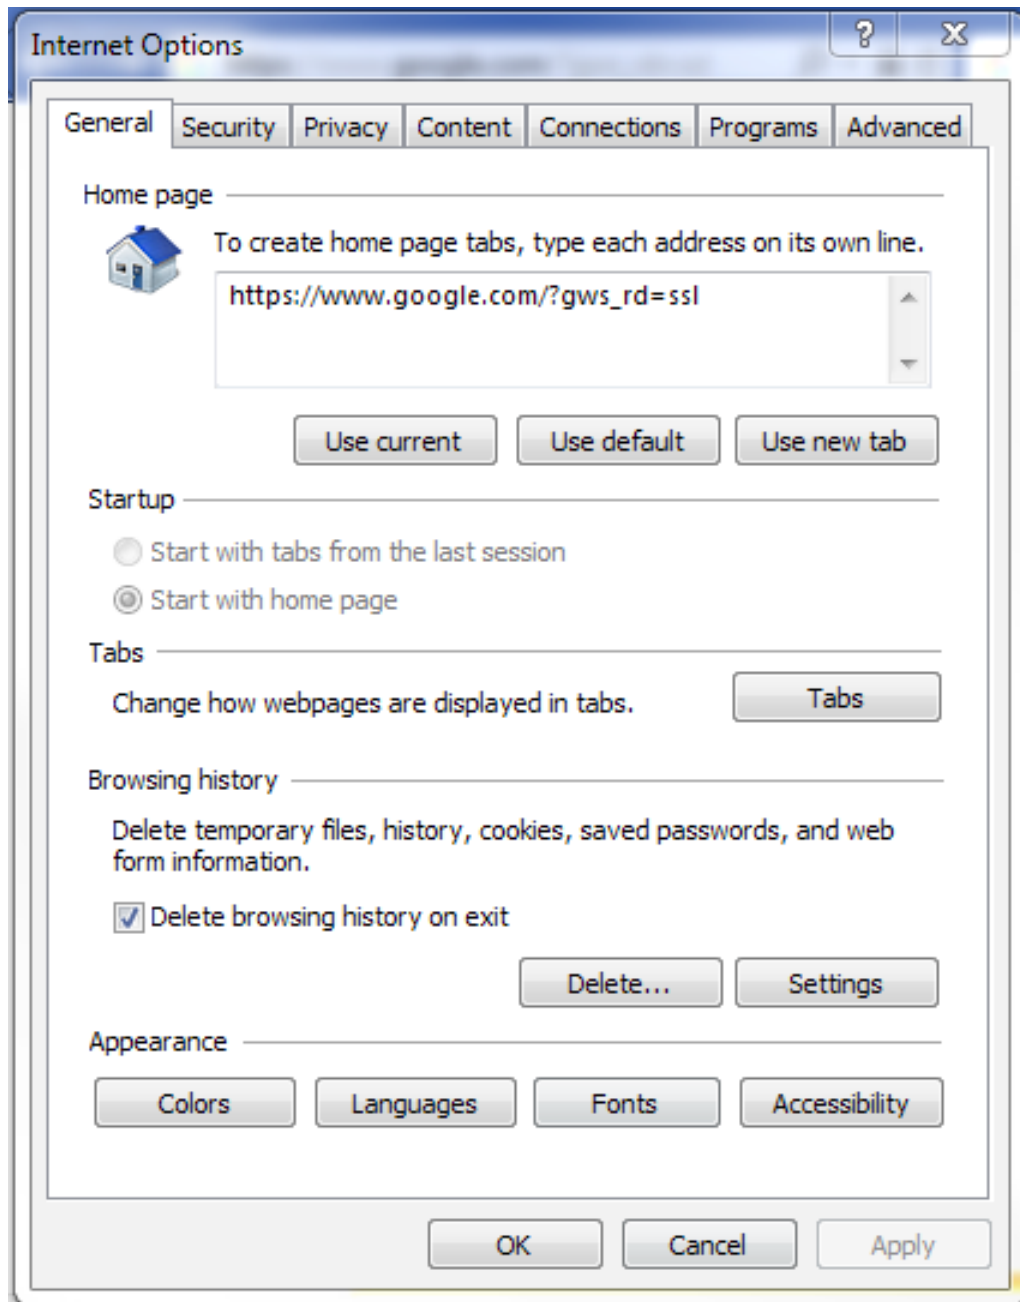 Internet Options
General Security Privacy Content Connections Programs Advanced
Home page
To create home page tabs, type each address on its own line.
https://www.google.com/?gws_rd=ssl
Use current Use default Use new tab
Startup
Start with tabs from the last session
Start with home page
Tabs
Change how webpages are displayed in tabs. Tabs
Browsing history
Delete temporary files, history, cookies, saved passwords, and web
form information.
Delete browsing history on exit
Delete... Settings
Appearance
Colors Languages Fonts Accessibility
OK Cancel Apply